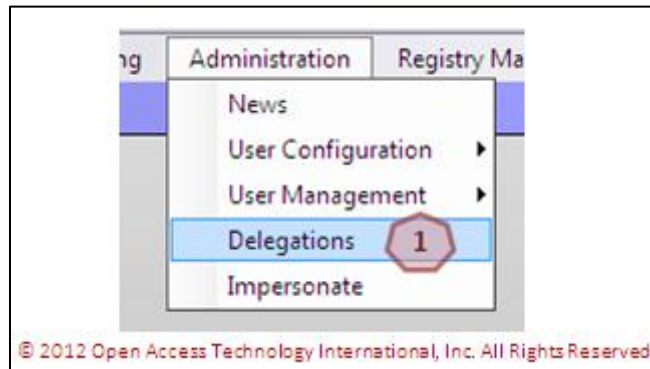 ng Administration Registry Ma
News
User Configuration
User Management
Delegations 1
Impersonate
© 2012 Open Access Technology International, Inc. All Rights Reserved